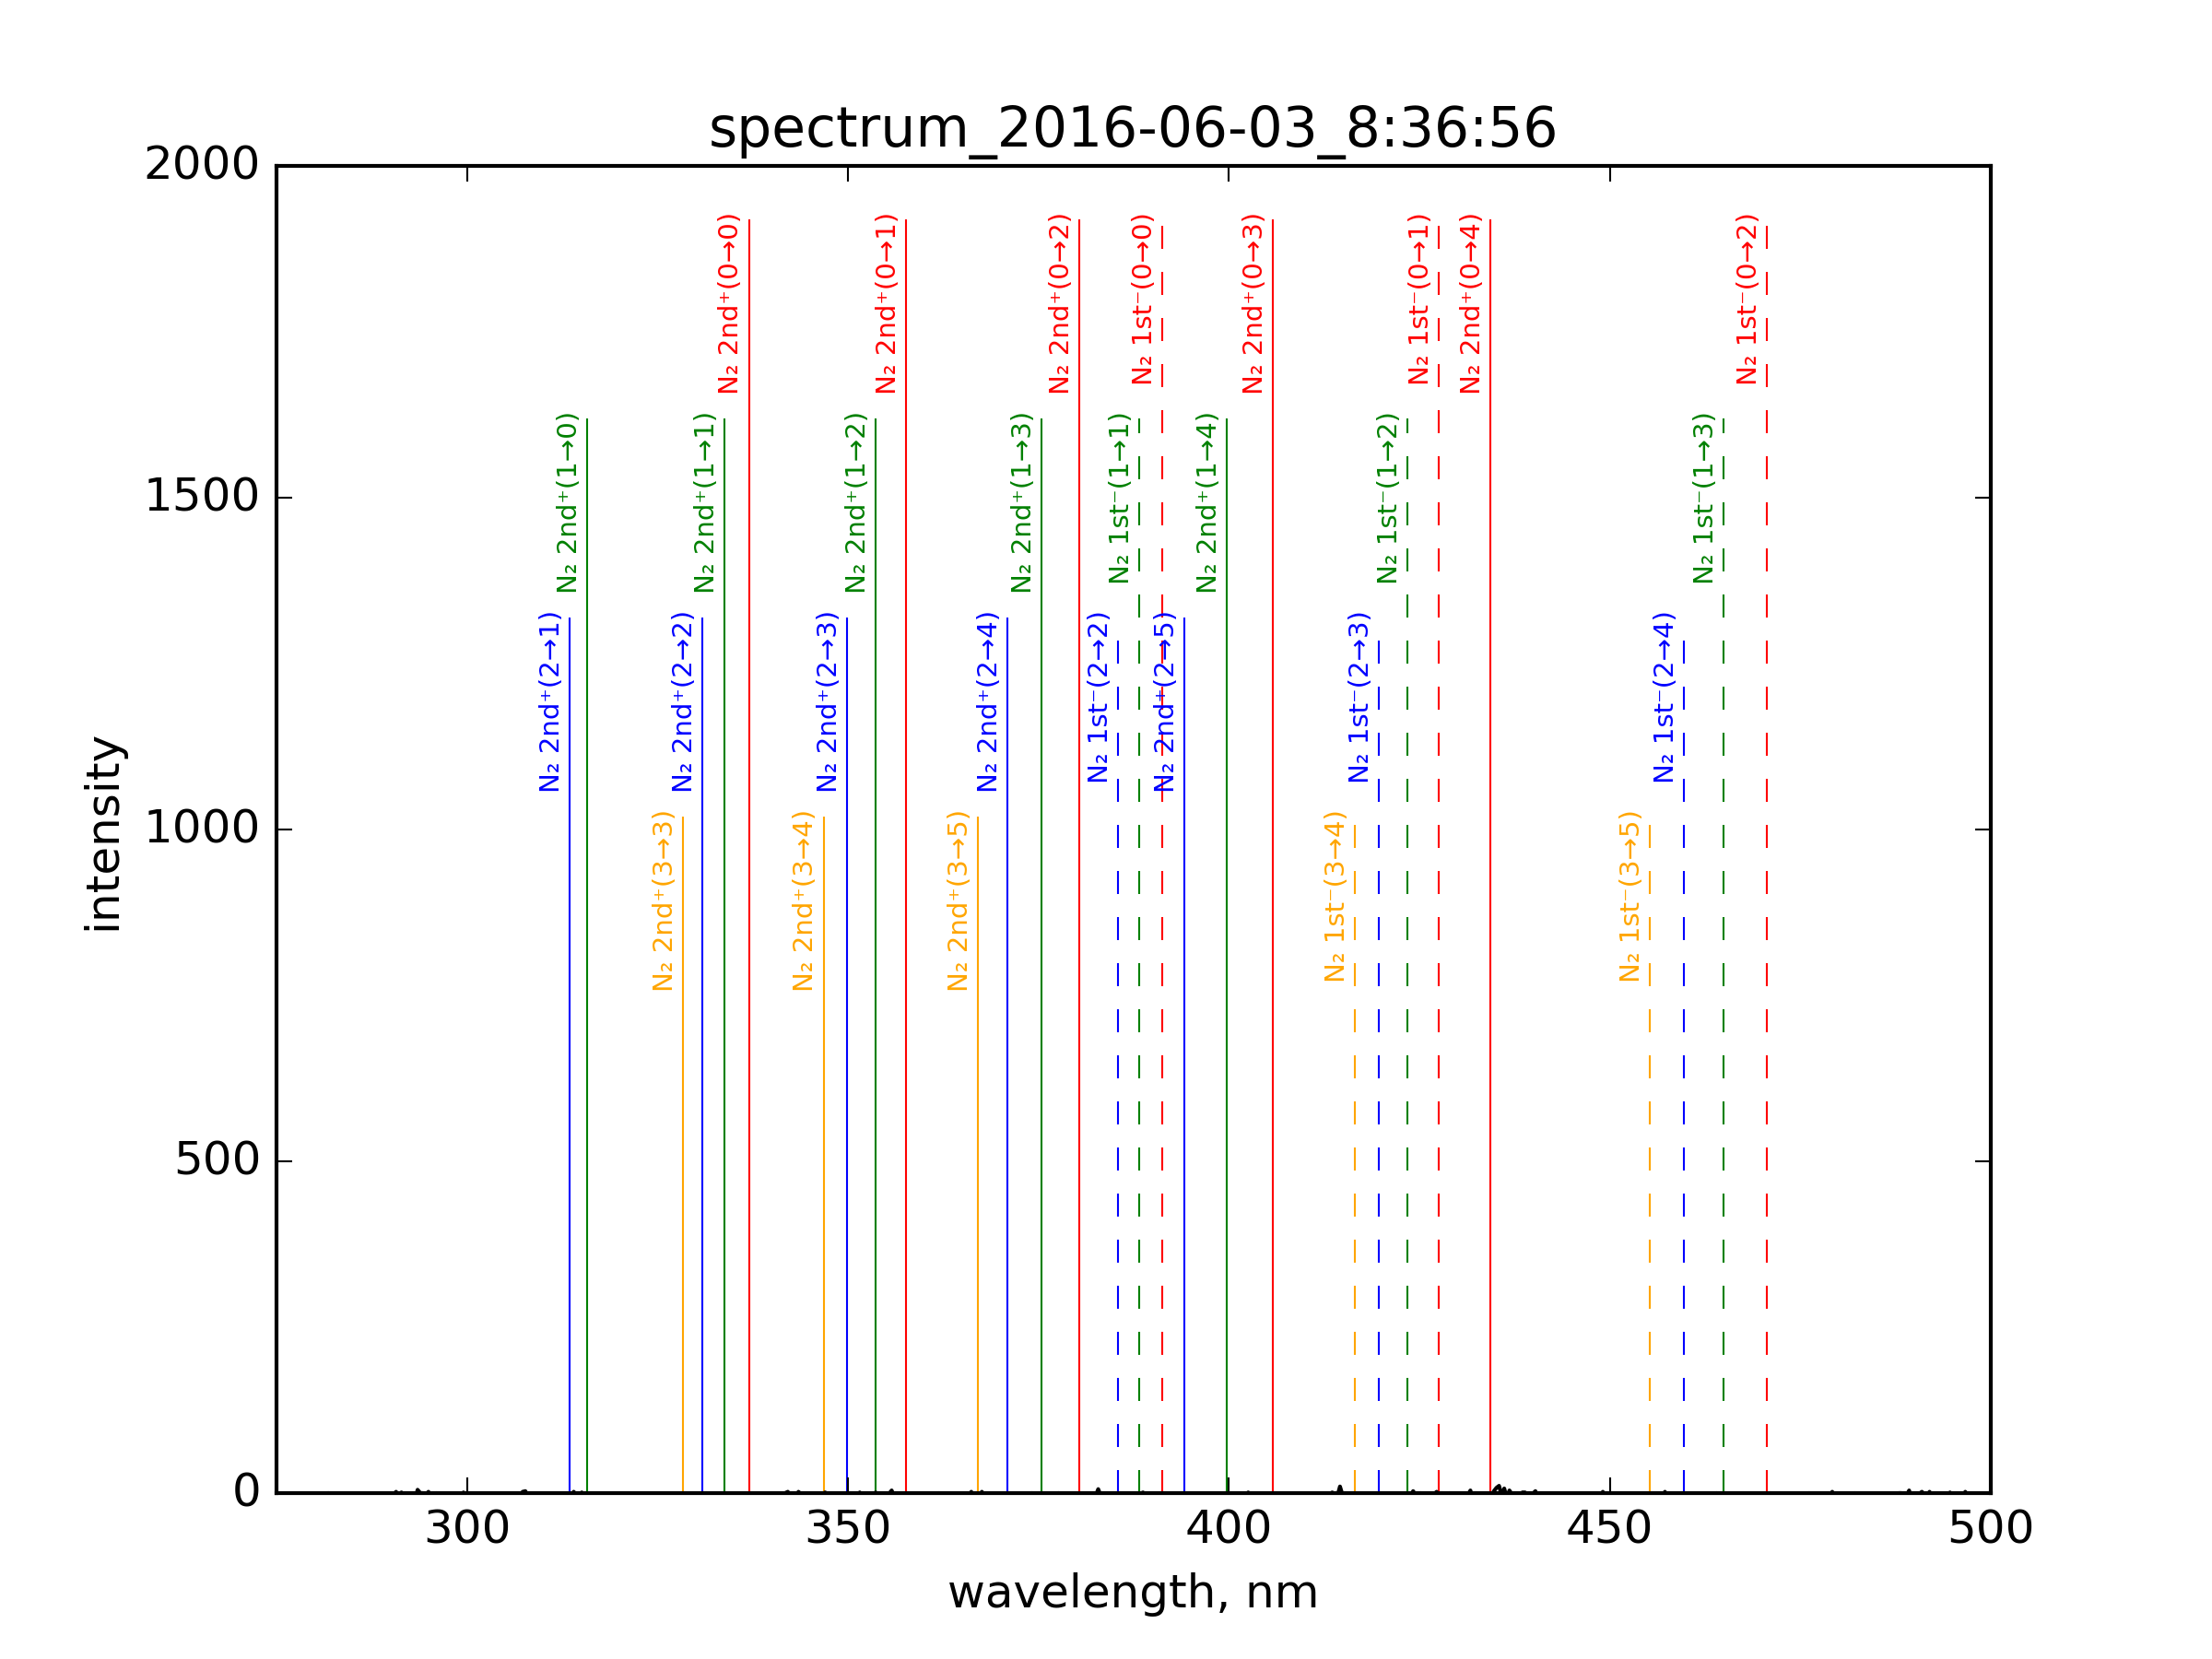 spectrum_2016-06-03_8:36:56
2000
1500
1000
500
0
intensity
N₂ 2nd⁺(0→0)
N₂ 2nd⁺(0→1)
N₂ 2nd⁺(0→2)
N₂ 1st⁻(0→0)
N₂ 2nd⁺(0→3)
N₂ 1st⁻(0→1)
N₂ 2nd⁺(0→4)
N₂ 1st⁻(0→2)
N₂ 2nd⁺(1→0)
N₂ 2nd⁺(1→1)
N₂ 2nd⁺(1→2)
N₂ 2nd⁺(1→3)
N₂ 1st⁻(1→1)
N₂ 2nd⁺(1→4)
N₂ 1st⁻(1→2)
N₂ 1st⁻(1→3)
N₂ 2nd⁺(2→1)
N₂ 2nd⁺(2→2)
N₂ 2nd⁺(2→3)
N₂ 2nd⁺(2→4)
N₂ 1st⁻(2→2)
N₂ 2nd⁺(2→5)
N₂ 1st⁻(2→3)
N₂ 1st⁻(2→4)
N₂ 2nd⁺(3→3)
N₂ 2nd⁺(3→4)
N₂ 2nd⁺(3→5)
N₂ 1st⁻(3→4)
N₂ 1st⁻(3→5)
300
350
400
450
500
wavelength, nm